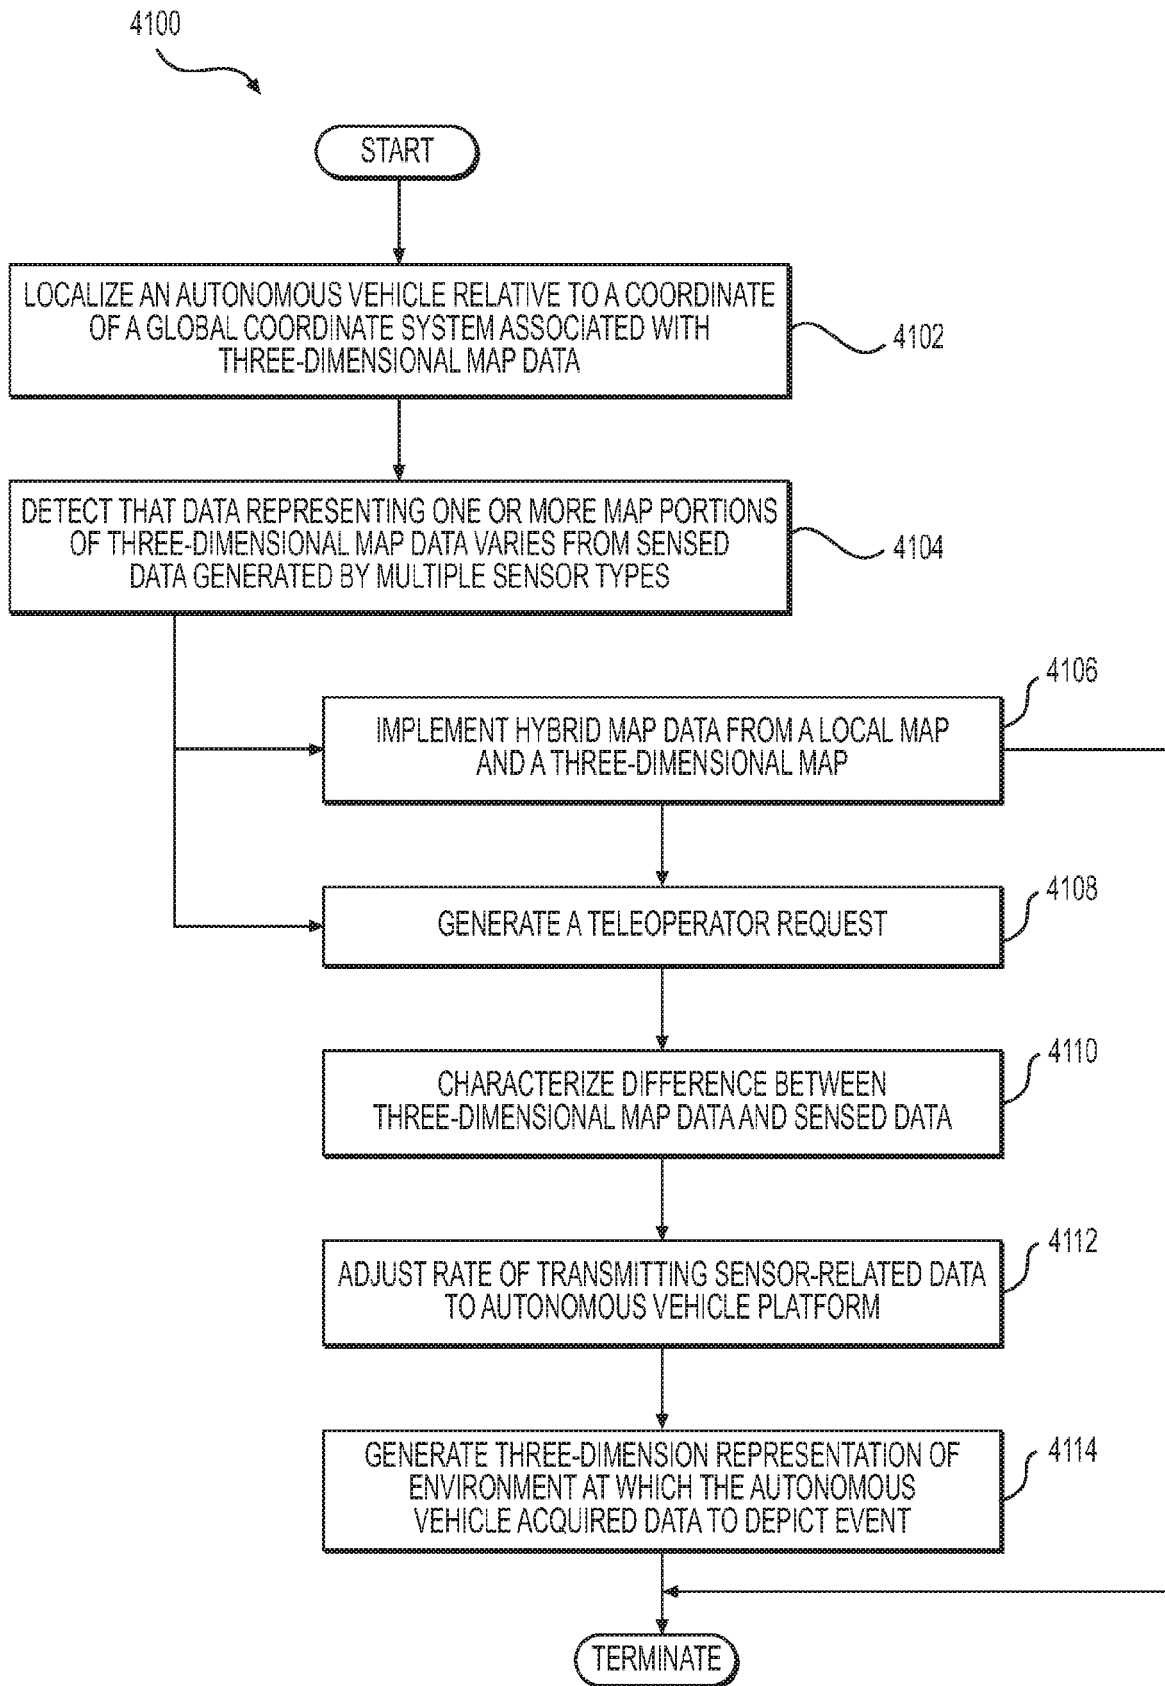 4100
START
LOCALIZE AN AUTONOMOUS VEHICLE RELATIVE TO A COORDINATE
OF A GLOBAL COORDINATE SYSTEM ASSOCIATED WITH
THREE-DIMENSIONAL MAP DATA
4102
DETECT THAT DATA REPRESENTING ONE OR MORE MAP PORTIONS
OF THREE-DIMENSIONAL MAP DATA VARIES FROM SENSED
DATA GENERATED BY MULTIPLE SENSOR TYPES
4104
4106
IMPLEMENT HYBRID MAP DATA FROM A LOCAL MAP
AND A THREE-DIMENSIONAL MAP
4108
GENERATE A TELEOPERATOR REQUEST
4110
CHARACTERIZE DIFFERENCE BETWEEN
THREE-DIMENSIONAL MAP DATA AND SENSED DATA
4112
ADJUST RATE OF TRANSMITTING SENSOR-RELATED DATA
TO AUTONOMOUS VEHICLE PLATFORM
4114
GENERATE THREE-DIMENSION REPRESENTATION OF
ENVIRONMENT AT WHICH THE AUTONOMOUS
VEHICLE ACQUIRED DATA TO DEPICT EVENT
TERMINATE